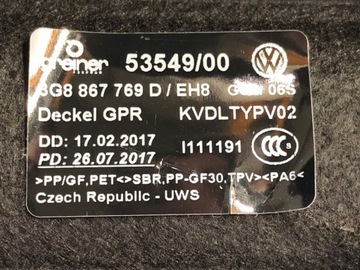 greiner 53549/00
3G8 867 769 D / EH8 06S
Deckel GPR KVDLTYPV02
DD: 17.02.2017 I111191
PD: 26.07.2017
>PP/GF,PET<>SBR,PP-GF30,TPV><PA6<
Czech Republic - UWS